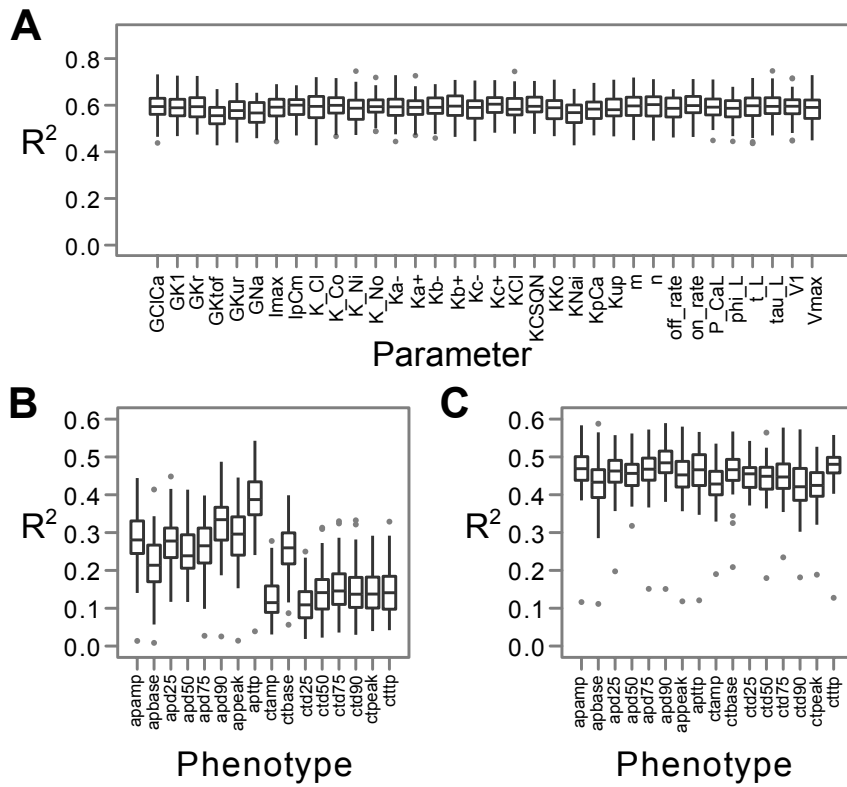 A
R²
0.8
0.6
0.4
0.2
0.0
GClCa
GK1
GKr
GKtof
GKur
GNa
Imax
IpCm
K_Cl
K_Co
K_Ni
K_No
Ka-
Ka+
Kb-
Kb+
Kc-
Kc+
KCl
KCSQN
KKo
KNai
KpCa
Kup
m
n
off_rate
on_rate
P_CaL
phi_L
t_L
tau_L
V1
Vmax
Parameter
B
R²
0.6
0.5
0.4
0.3
0.2
0.1
0.0
apamp
apbase
apd25
apd50
apd75
apd90
appeak
apttp
ctamp
ctbase
ctd25
ctd50
ctd75
ctd90
ctpeak
ctttp
Phenotype
C
R²
0.6
0.5
0.4
0.3
0.2
0.1
0.0
apamp
apbase
apd25
apd50
apd75
apd90
appeak
apttp
ctamp
ctbase
ctd25
ctd50
ctd75
ctd90
ctpeak
ctttp
Phenotype